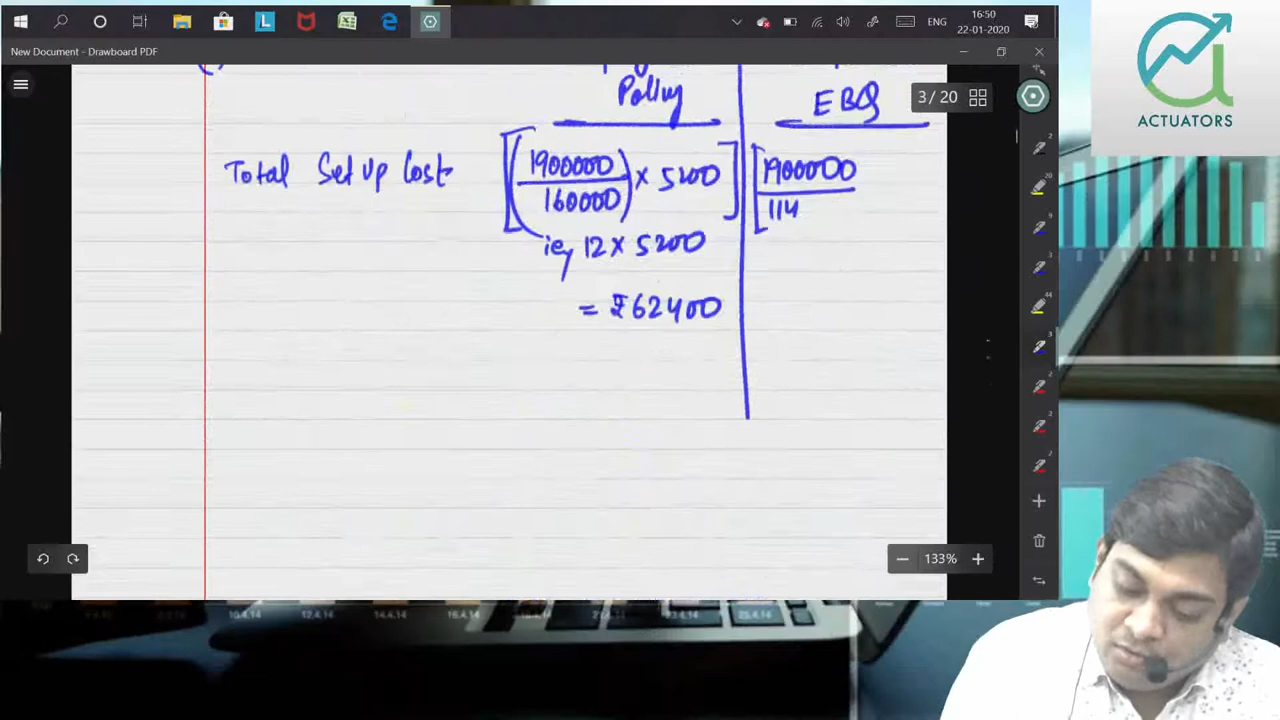 16:50
ENG
22-01-2020
New Document - Drawboard PDF
Policy
EBQ
3 / 20
ACTUATORS
Total Set up Cost [(1900000/160000) × 5200] [1900000/114
ie, 12 × 5200
= ₹62400
133%